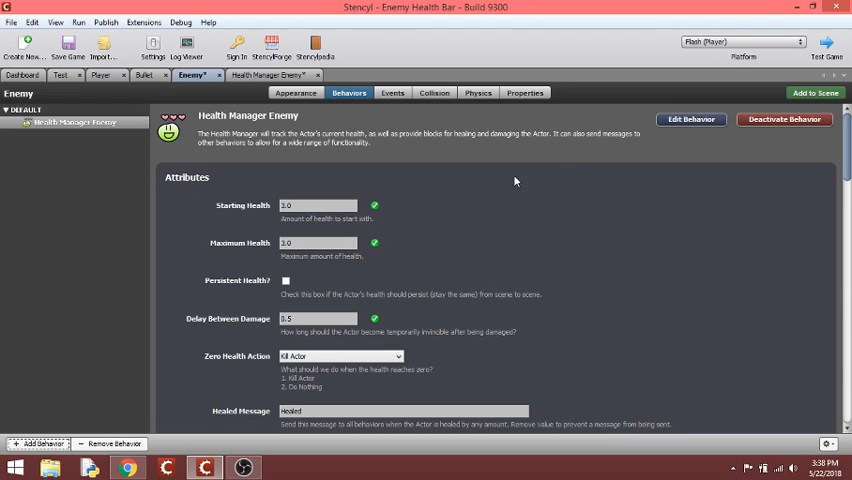 Stencyl - Enemy Health Bar - Build 9300
File Edit View Run Publish Extensions Debug Help
Create New... Save Game Import... Settings Log Viewer Sign In StencylForge Stencylpedia
Flash (Player)
Platform Test Game
Dashboard Test Player Bullet Enemy* Health Manager Enemy*
Enemy Appearance Behaviors Events Collision Physics Properties Add to Scene
DEFAULT
Health Manager Enemy
Health Manager Enemy
Edit Behavior Deactivate Behavior
The Health Manager will track the Actor's current health, as well as provide blocks for healing and damaging the Actor. It can also send messages to
other behaviors to allow for a wide range of functionality.
Attributes
Starting Health 3.0
Amount of health to start with.
Maximum Health 3.0
Maximum amount of health.
Persistent Health?
Check this box if the Actor's health should persist (stay the same) from scene to scene.
Delay Between Damage 0.5
How long should the Actor become temporarily invincible after being damaged?
Zero Health Action Kill Actor
What should we do when the health reaches zero?
1. Kill Actor
2. Do Nothing
Healed Message Healed
Send this message to all behaviors when the Actor is healed by any amount. Remove value to prevent a message from being sent.
+ Add Behavior - Remove Behavior
3:38 PM
5/22/2018